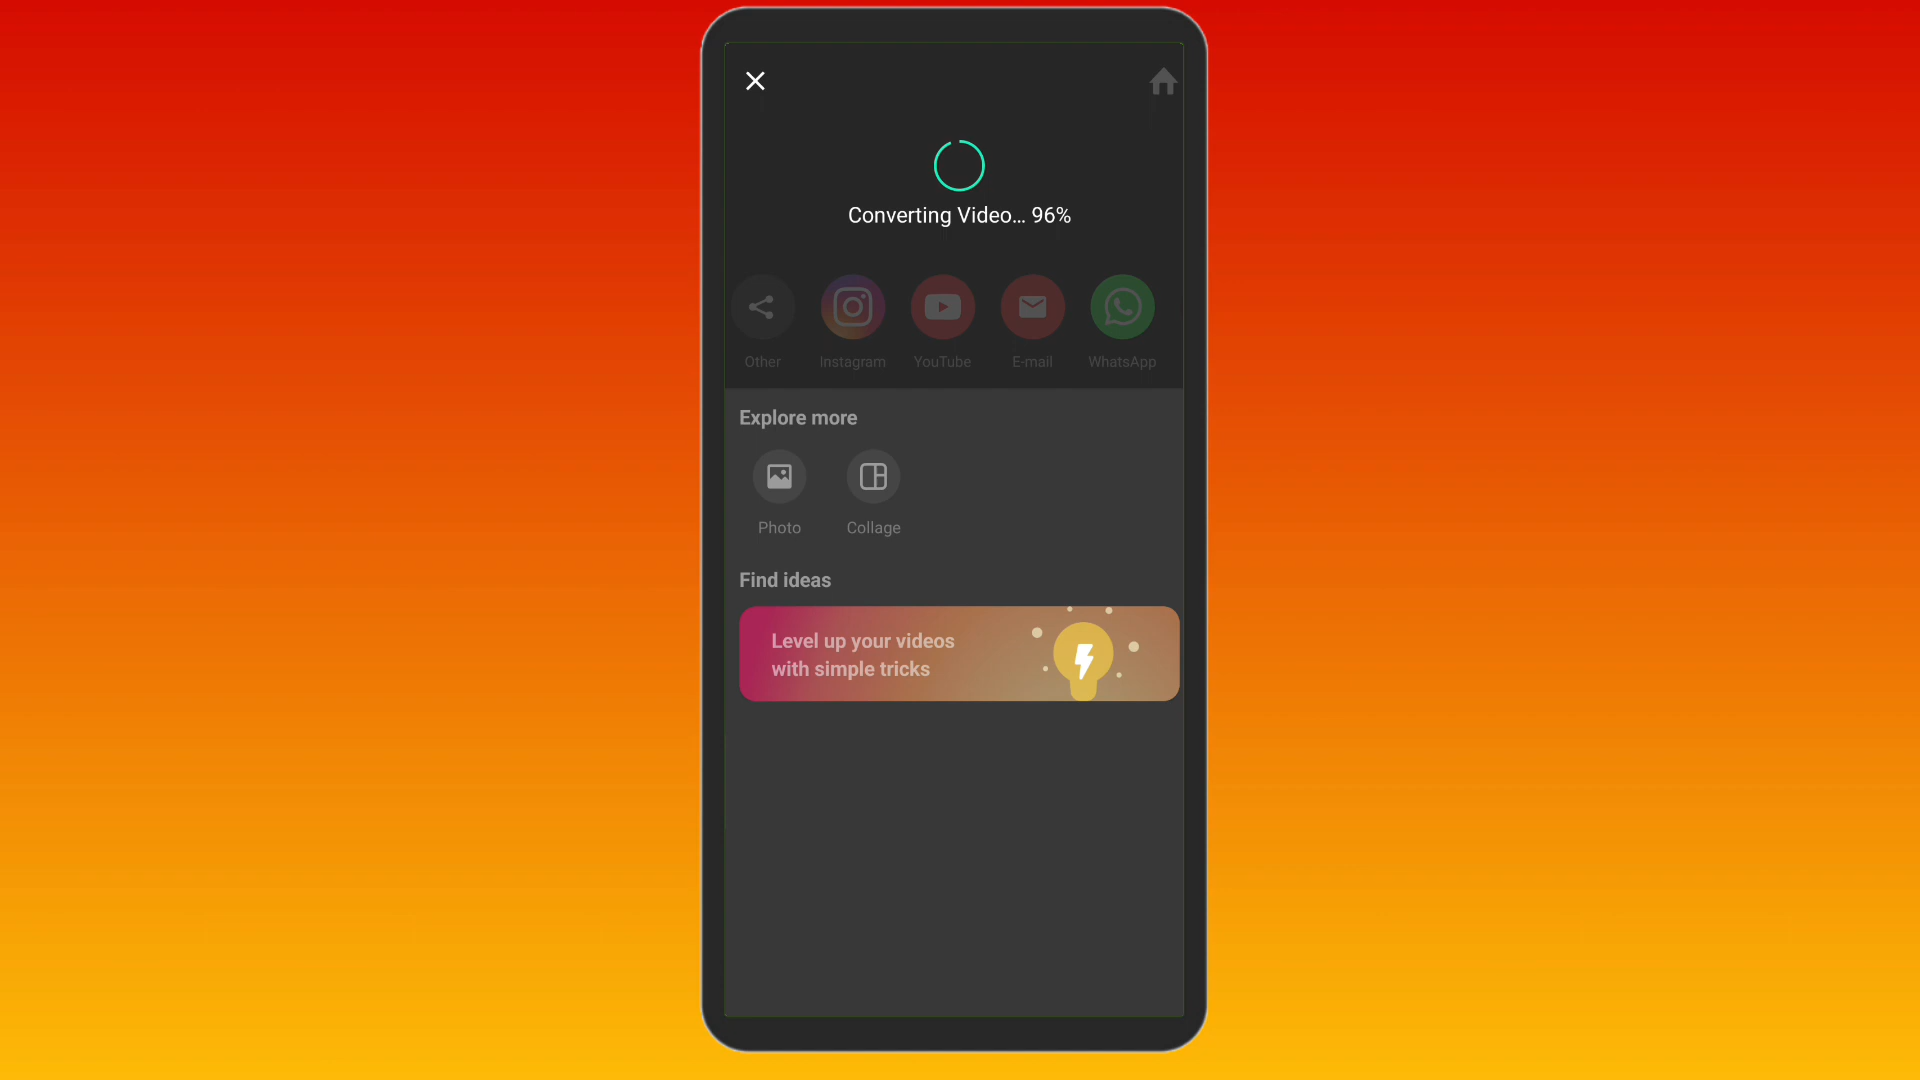 Converting Video... 96%
Other Instagram YouTube E-mail WhatsApp
Explore more
Photo Collage
Find ideas
Level up your videos
with simple tricks